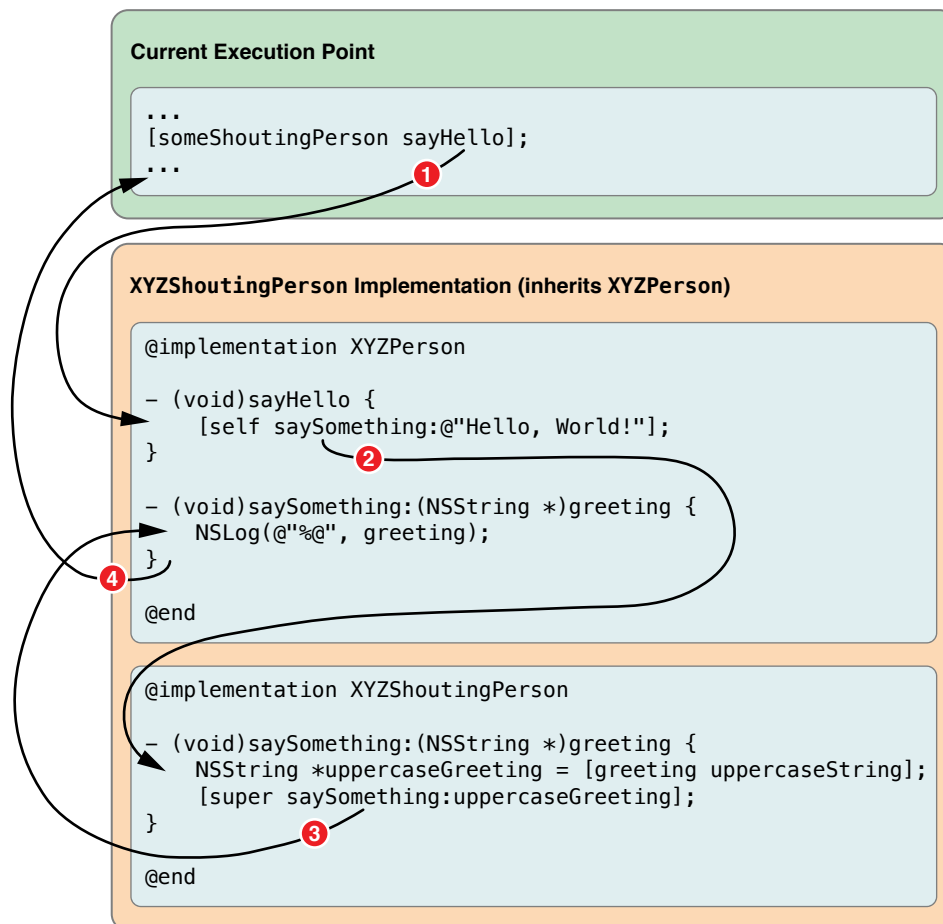 Current Execution Point
...
[someShoutingPerson sayHello];
...
1
XYZShoutingPerson Implementation (inherits XYZPerson)
@implementation XYZPerson
– (void)sayHello {
[self saySomething:@"Hello, World!"];
}
2
– (void)saySomething:(NSString *)greeting {
NSLog(@"%@", greeting);
}
4
@end
@implementation XYZShoutingPerson
– (void)saySomething:(NSString *)greeting {
NSString *uppercaseGreeting = [greeting uppercaseString];
[super saySomething:uppercaseGreeting];
}
3
@end